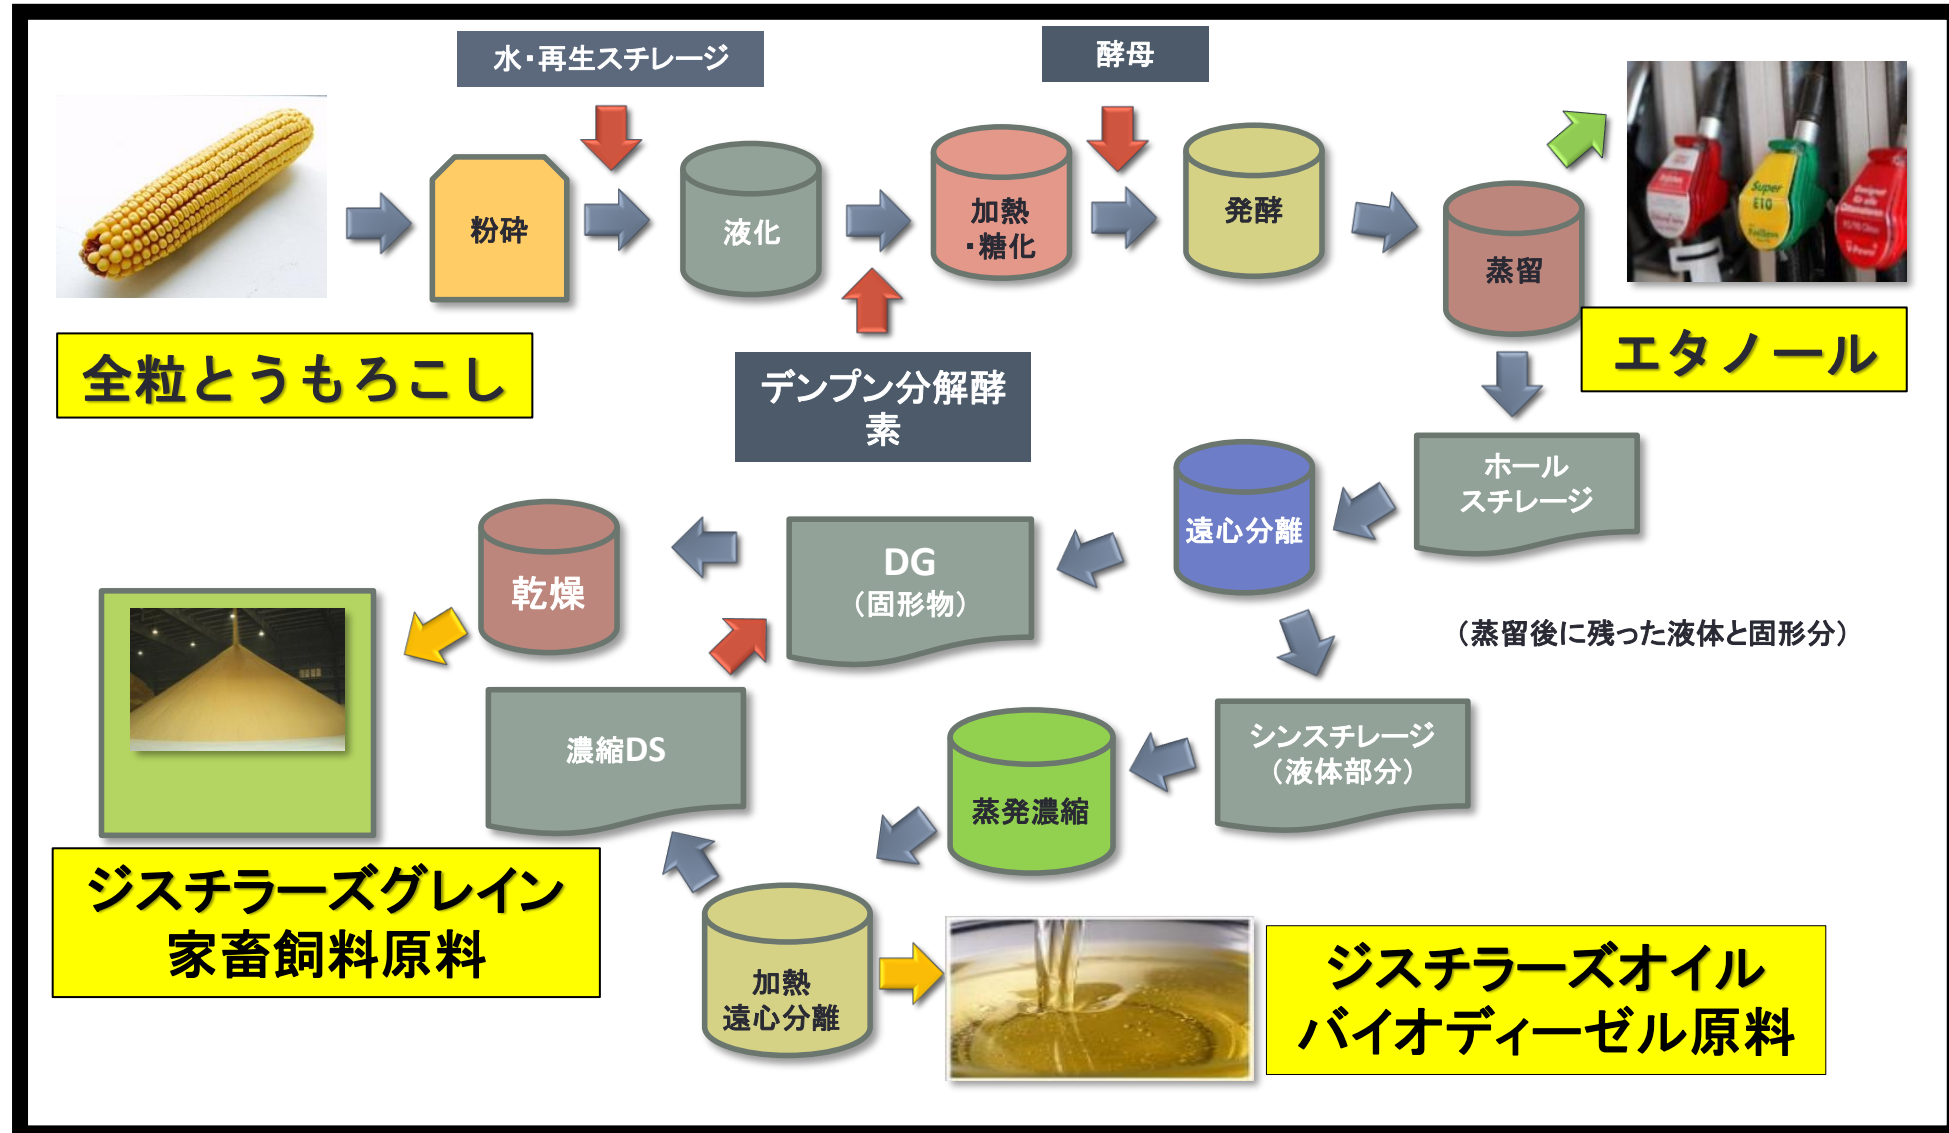 水・再生スチレージ
酵母
粉砕
液化
加熱
・糖化
発酵
蒸留
Super
E10
全粒とうもろこし
デンプン分解酵
素
エタノール
ホール
スチレージ
遠心分離
DG
（固形物）
乾燥
（蒸留後に残った液体と固形分）
濃縮DS
シンスチレージ
（液体部分）
蒸発濃縮
ジスチラーズグレイン
家畜飼料原料
加熱
遠心分離
ジスチラーズオイル
バイオディーゼル原料